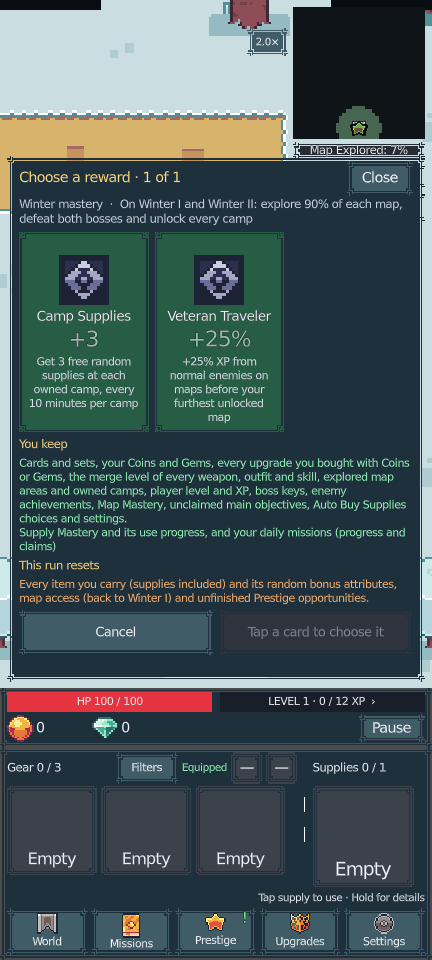 2.0×
Map Explored: 7%
Choose a reward · 1 of 1
Close
Winter mastery · On Winter I and Winter II: explore 90% of each map,
defeat both bosses and unlock every camp
Camp Supplies
+3
Get 3 free random
supplies at each
owned camp, every
10 minutes per camp
Veteran Traveler
+25%
+25% XP from
normal enemies on
maps before your
furthest unlocked
map
You keep
Cards and sets, your Coins and Gems, every upgrade you bought with Coins
or Gems, the merge level of every weapon, outfit and skill, explored map
areas and owned camps, player level and XP, boss keys, enemy
achievements, Map Mastery, unclaimed main objectives, Auto Buy Supplies
choices and settings.
Supply Mastery and its use progress, and your daily missions (progress and
claims)
This run resets
Every item you carry (supplies included) and its random bonus attributes,
map access (back to Winter I) and unfinished Prestige opportunities.
Cancel
Tap a card to choose it
HP 100 / 100
LEVEL 1 · 0 / 12 XP ›
0
0
Pause
Gear 0 / 3
Filters
Equipped
—
—
Supplies 0 / 1
Empty
Empty
Empty
Empty
Tap supply to use · Hold for details
World
Missions
Prestige
!
Upgrades
Settings